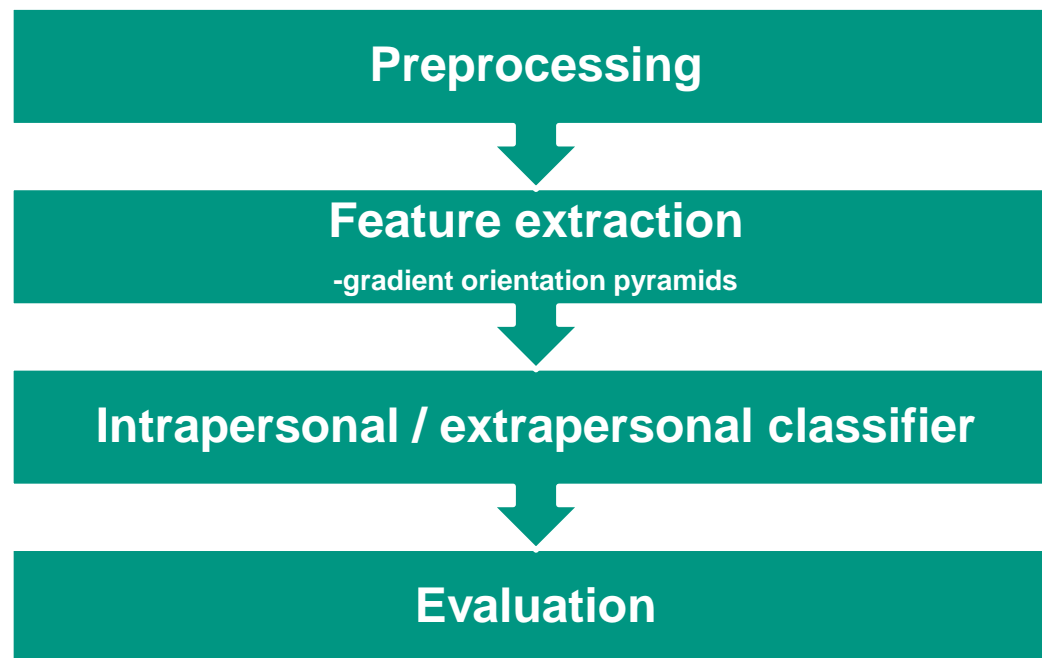 Preprocessing
Feature extraction
-gradient orientation pyramids
Intrapersonal / extrapersonal classifier
Evaluation